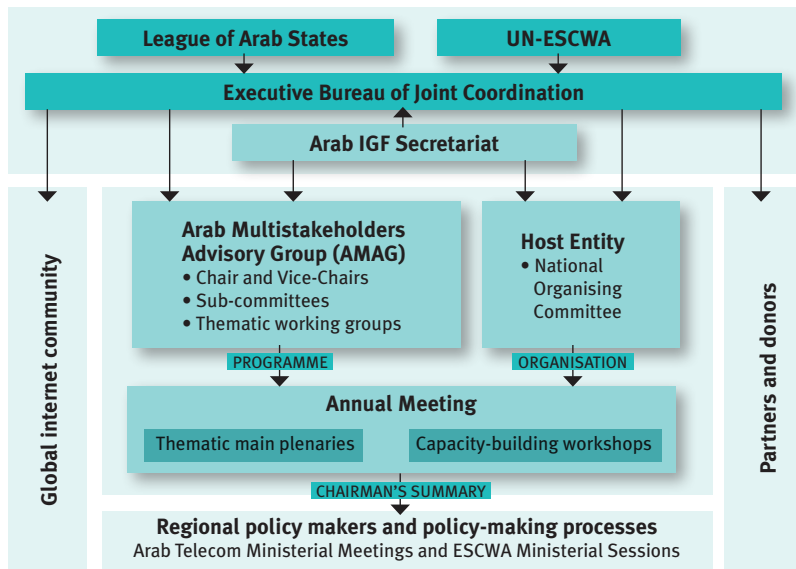 League of Arab States
UN-ESCWA
Executive Bureau of Joint Coordination
Arab IGF Secretariat
Global internet community
Arab Multistakeholders
Advisory Group (AMAG)
• Chair and Vice-Chairs
• Sub-committees
• Thematic working groups
Host Entity
• National
Organising
Committee
Partners and donors
PROGRAMME
ORGANISATION
Annual Meeting
Thematic main plenaries
Capacity-building workshops
CHAIRMAN'S SUMMARY
Regional policy makers and policy-making processes
Arab Telecom Ministerial Meetings and ESCWA Ministerial Sessions